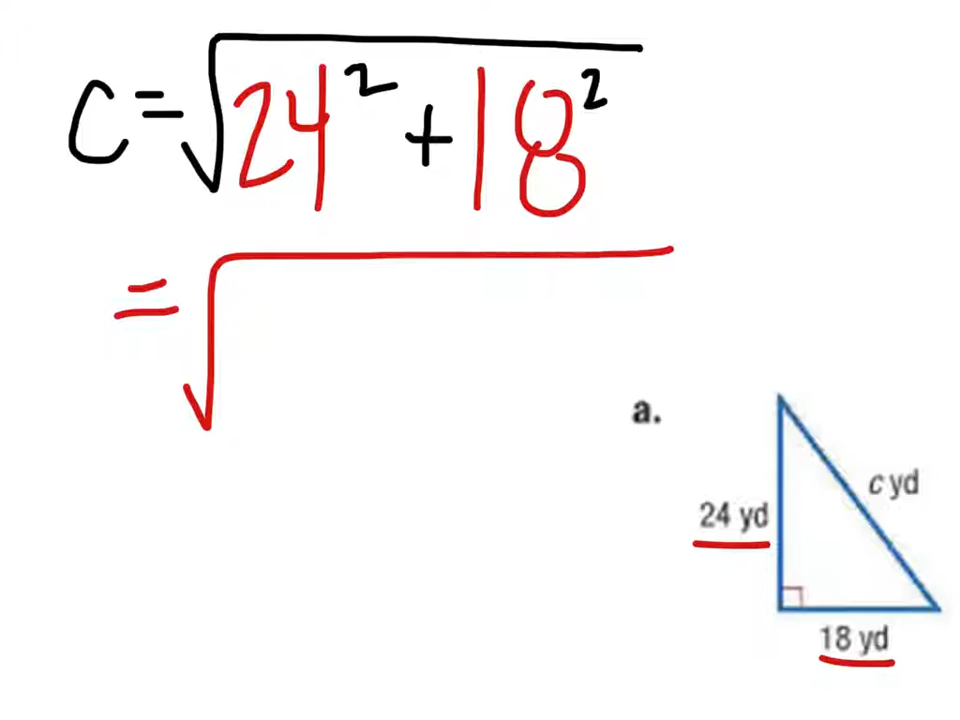 c = √24² + 18²
= √
a.
24 yd
c yd
18 yd